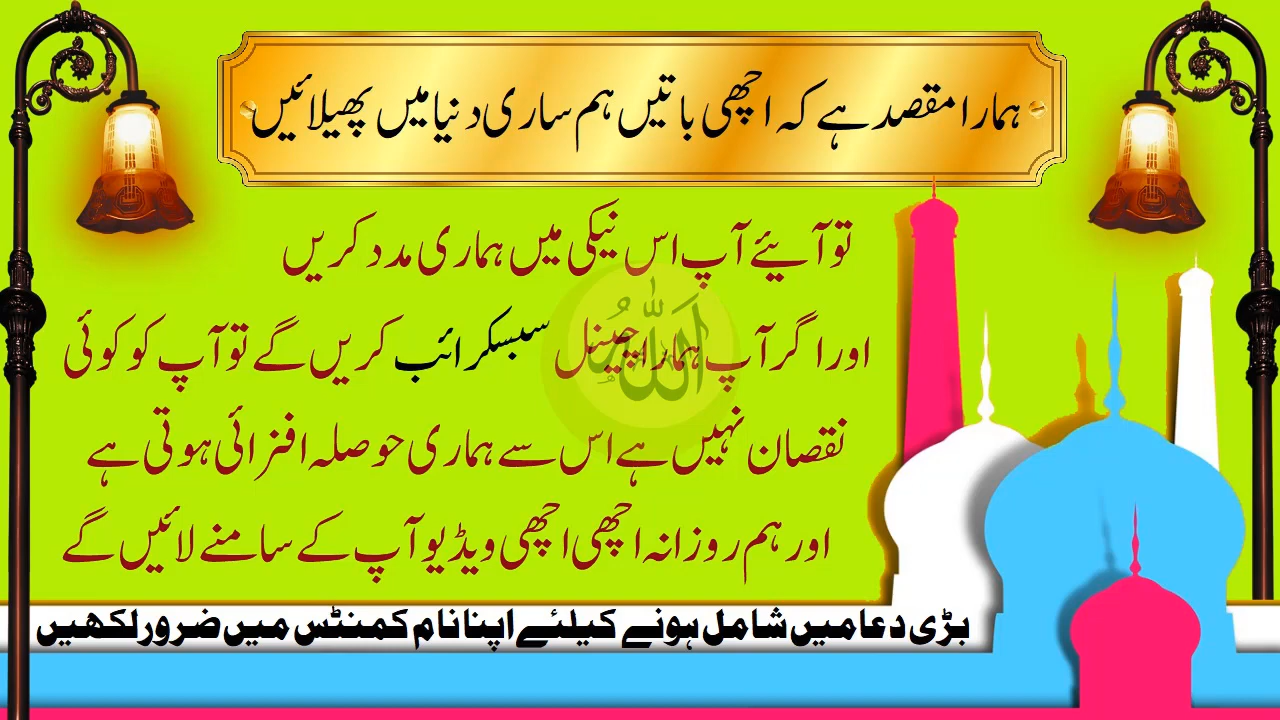 ہمارا مقصد ہے کہ اچھی باتیں ہم ساری دنیا میں پھیلائیں
تو آیئے آپ اس نیکی میں ہماری مدد کریں
اللہ
اور اگر آپ ہمارا چینل سبسکرائب کریں گے تو آپ کو کوئی
نقصان نہیں ہے اس سے ہماری حوصلہ افزائی ہوتی ہے
اور ہم روزانہ اچھی اچھی ویڈیو آپ کے سامنے لائیں گے
بڑی دعا میں شامل ہونے کیلئے اپنا نام کمنٹس میں ضرور لکھیں